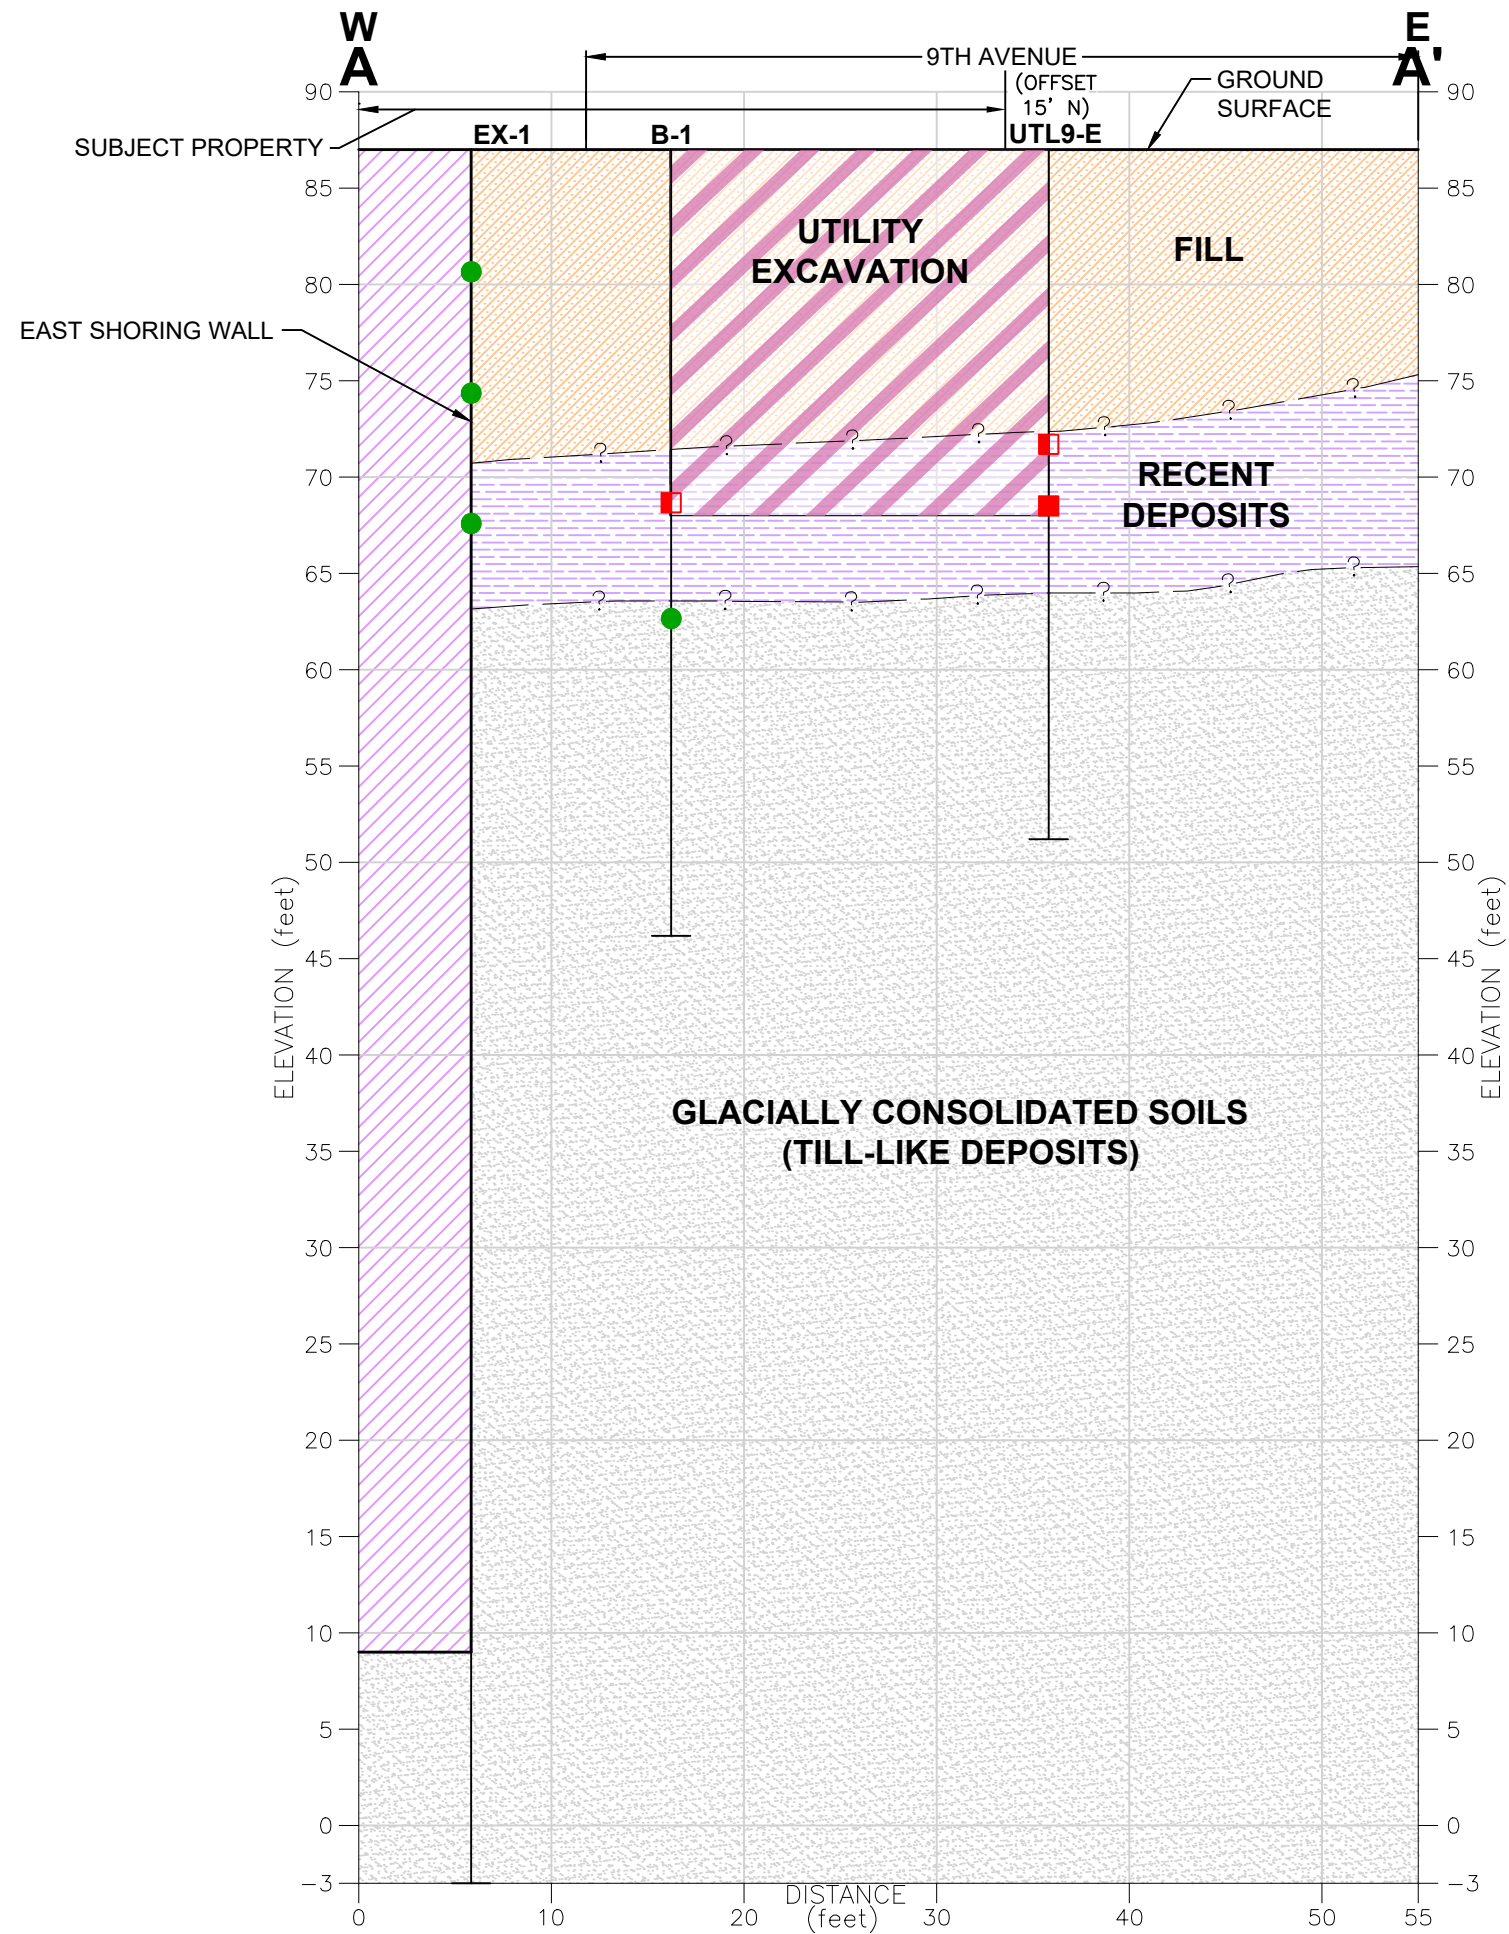 W
A
E
A'
9TH AVENUE
(OFFSET
15' N)
GROUND
SURFACE
SUBJECT PROPERTY
EX-1
B-1
UTL9-E
90
85
80
75
70
65
60
55
50
45
40
35
30
25
20
15
10
5
0
-3
ELEVATION (feet)
EAST SHORING WALL
UTILITY
EXCAVATION
FILL
? ? ? ? ? ? ?
RECENT
DEPOSITS
? ? ? ? ? ? ?
GLACIALLY CONSOLIDATED SOILS
(TILL-LIKE DEPOSITS)
90
85
80
75
70
65
60
55
50
45
40
35
30
25
20
15
10
5
0
-3
ELEVATION (feet)
DISTANCE
(feet)
0 10 20 30 40 50 55